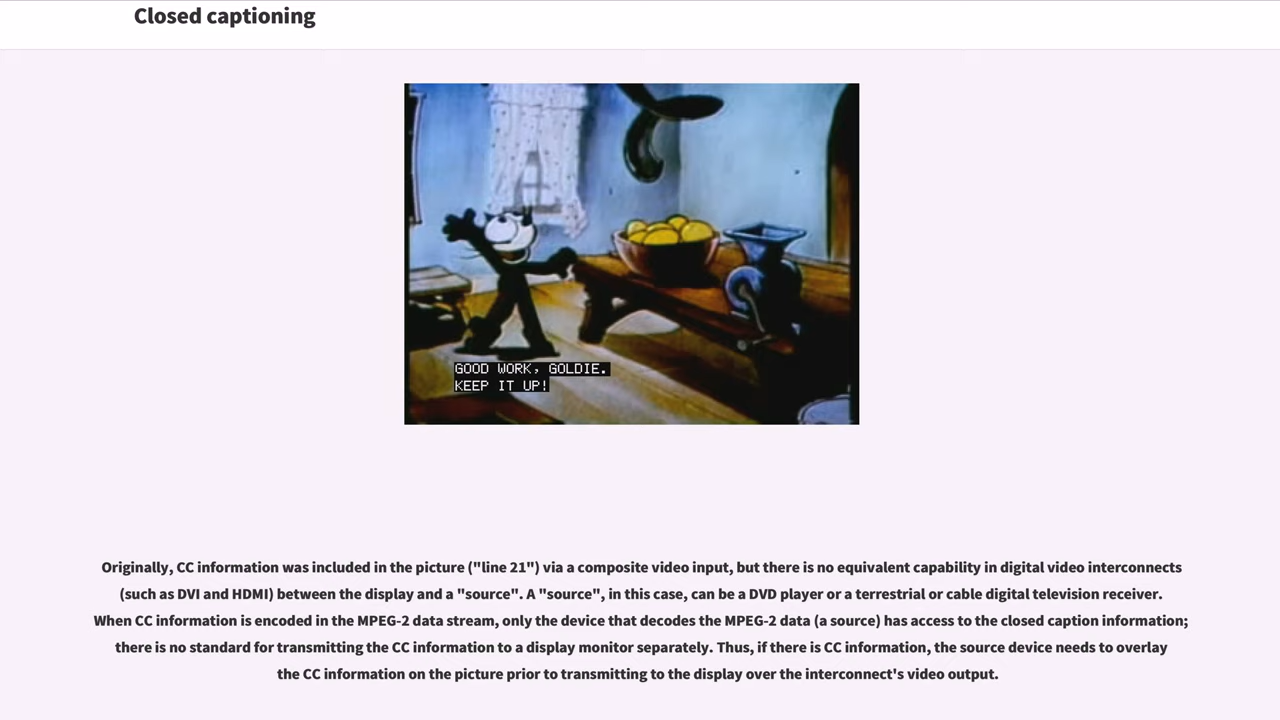 Closed captioning
GOOD WORK, GOLDIE.
KEEP IT UP!
Originally, CC information was included in the picture ("line 21") via a composite video input, but there is no equivalent capability in digital video interconnects
(such as DVI and HDMI) between the display and a "source". A "source", in this case, can be a DVD player or a terrestrial or cable digital television receiver.
When CC information is encoded in the MPEG-2 data stream, only the device that decodes the MPEG-2 data (a source) has access to the closed caption information;
there is no standard for transmitting the CC information to a display monitor separately. Thus, if there is CC information, the source device needs to overlay
the CC information on the picture prior to transmitting to the display over the interconnect's video output.